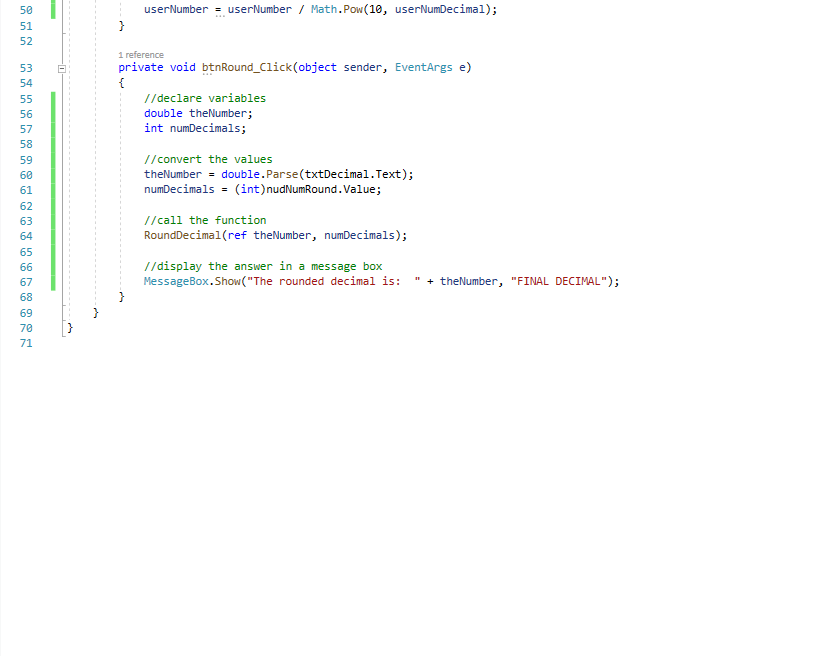 50 userNumber = userNumber / Math.Pow(10, userNumDecimal);
51 }
52
1 reference
53 private void btnRound_Click(object sender, EventArgs e)
54 {
55 //declare variables
56 double theNumber;
57 int numDecimals;
58
59 //convert the values
60 theNumber = double.Parse(txtDecimal.Text);
61 numDecimals = (int)nudNumRound.Value;
62
63 //call the function
64 RoundDecimal(ref theNumber, numDecimals);
65
66 //display the answer in a message box
67 MessageBox.Show("The rounded decimal is:  " + theNumber, "FINAL DECIMAL");
68 }
69 }
70 }
71